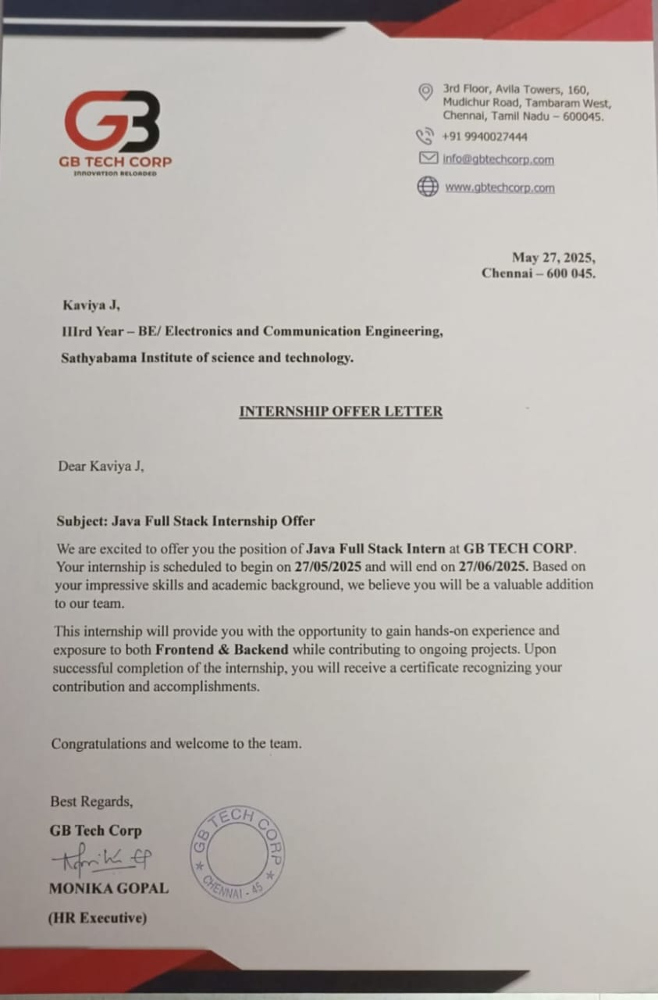 GB
GB TECH CORP
INNOVATION RELOADED
3rd Floor, Avila Towers, 160,
Mudichur Road, Tambaram West,
Chennai, Tamil Nadu – 600045.
+91 9940027444
info@gbtechcorp.com
www.gbtechcorp.com
May 27, 2025,
Chennai – 600 045.
Kaviya J,
IIIrd Year – BE/ Electronics and Communication Engineering,
Sathyabama Institute of science and technology.
INTERNSHIP OFFER LETTER
Dear Kaviya J,
Subject: Java Full Stack Internship Offer
We are excited to offer you the position of Java Full Stack Intern at GB TECH CORP.
Your internship is scheduled to begin on 27/05/2025 and will end on 27/06/2025. Based on
your impressive skills and academic background, we believe you will be a valuable addition
to our team.
This internship will provide you with the opportunity to gain hands-on experience and
exposure to both Frontend & Backend while contributing to ongoing projects. Upon
successful completion of the internship, you will receive a certificate recognizing your
contribution and accomplishments.
Congratulations and welcome to the team.
Best Regards,
GB Tech Corp
MONIKA GOPAL
(HR Executive)
GB TECH CORP
CHENNAI - 45